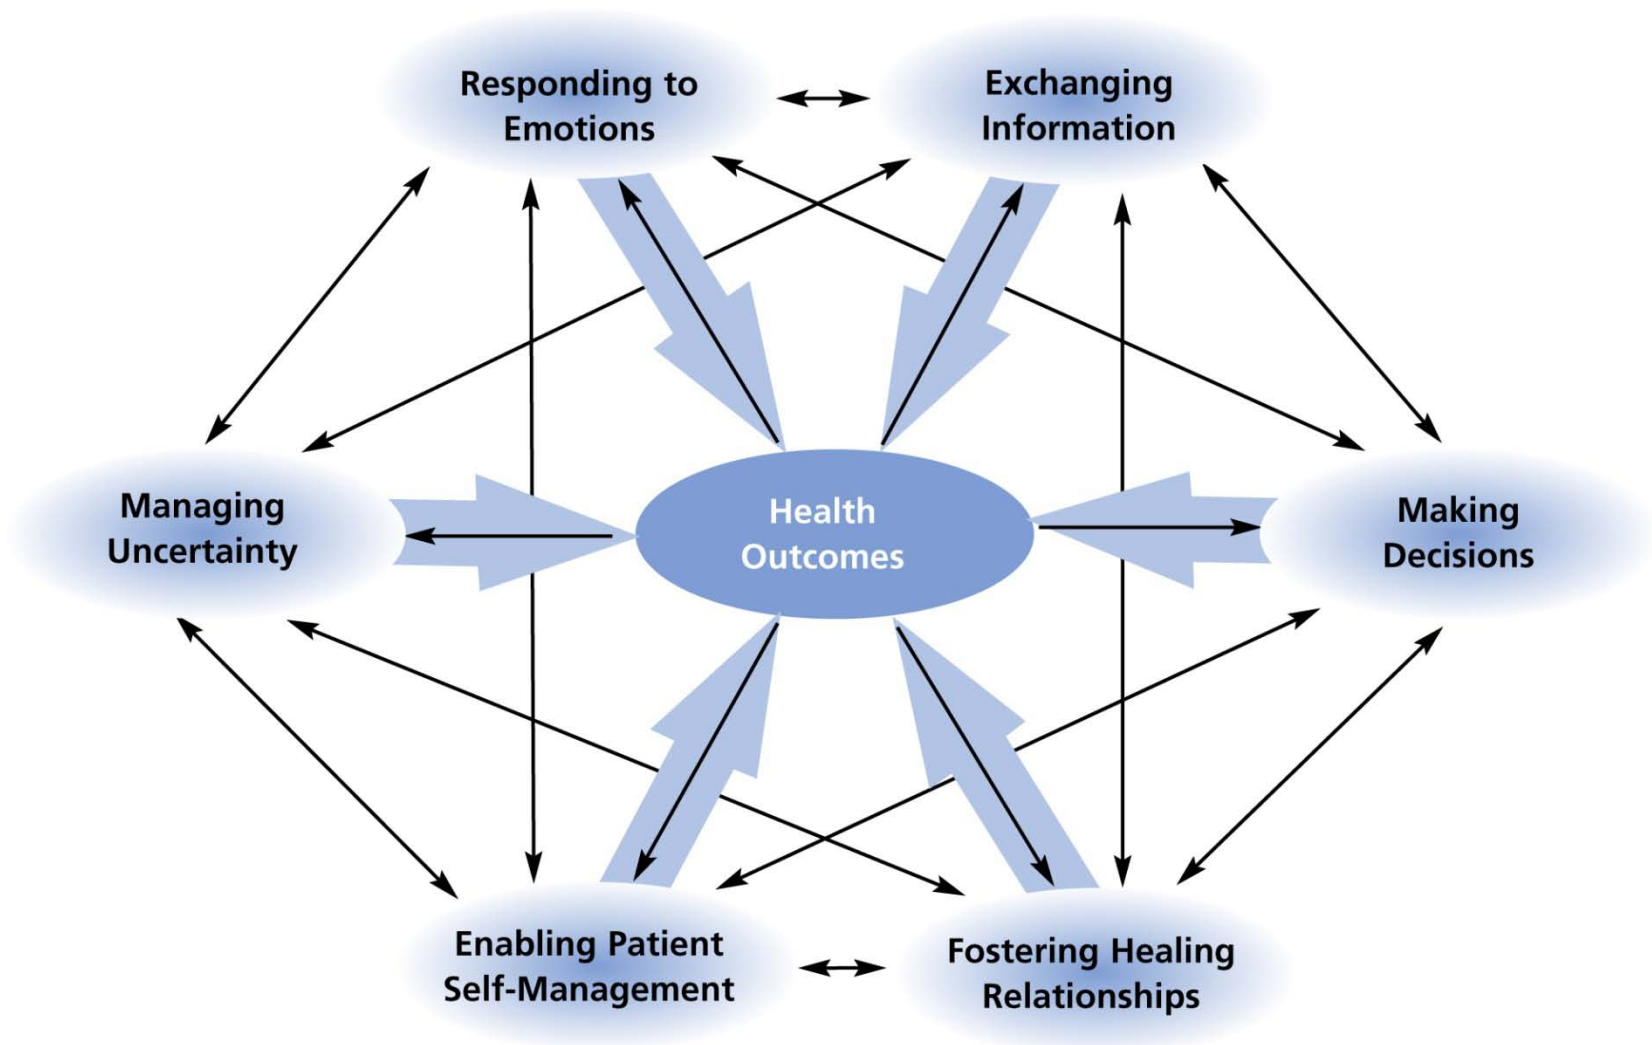 Responding to
Emotions
Exchanging
Information
Managing
Uncertainty
Health
Outcomes
Making
Decisions
Enabling Patient
Self-Management
Fostering Healing
Relationships